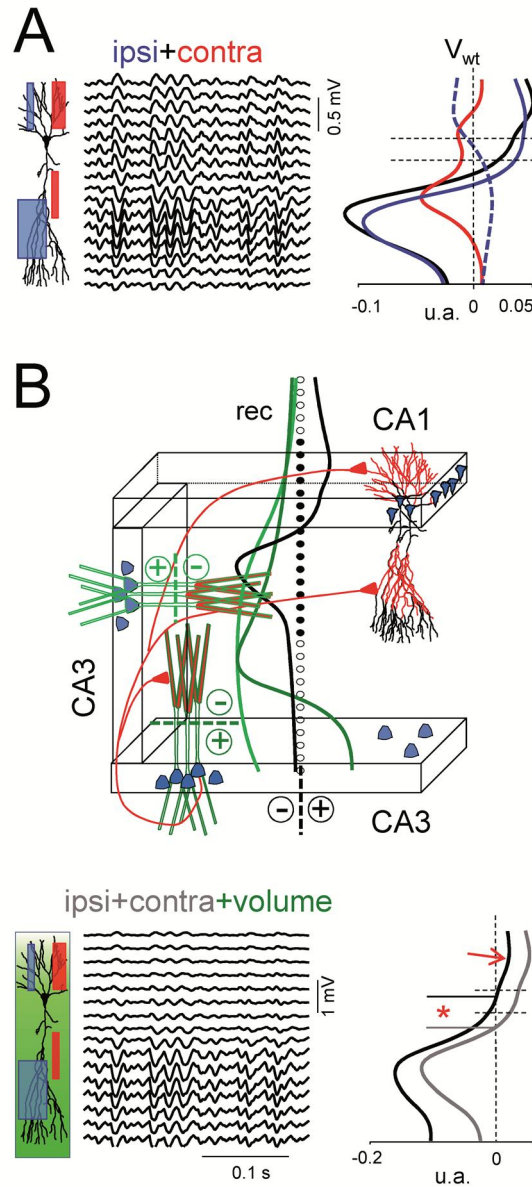 A
ipsi+contra
V_wt
0.5 mV
-0.1 0 0.05
u.a.
B
rec
CA1
+ -
CA3
-
+
- +
CA3
ipsi+contra+volume
1 mV
*
0.1 s
-0.2 0
u.a.